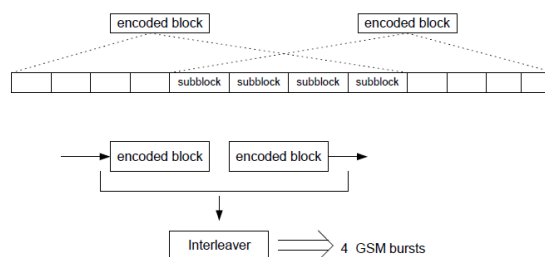 encoded block encoded block
subblock subblock subblock subblock
encoded block encoded block
Interleaver 4 GSM bursts